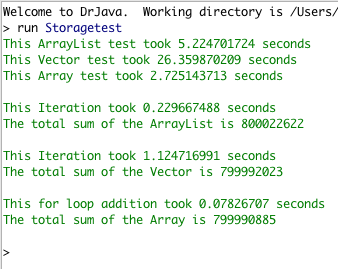 Welcome to DrJava.  Working directory is /Users/
> run Storagetest
This ArrayList test took 5.224701724 seconds
This Vector test took 26.359870209 seconds
This Array test took 2.725143713 seconds
This Iteration took 0.229667488 seconds
The total sum of the ArrayList is 800022622
This Iteration took 1.124716991 seconds
The total sum of the Vector is 799992023
This for loop addition took 0.07826707 seconds
The total sum of the Array is 799990885
>